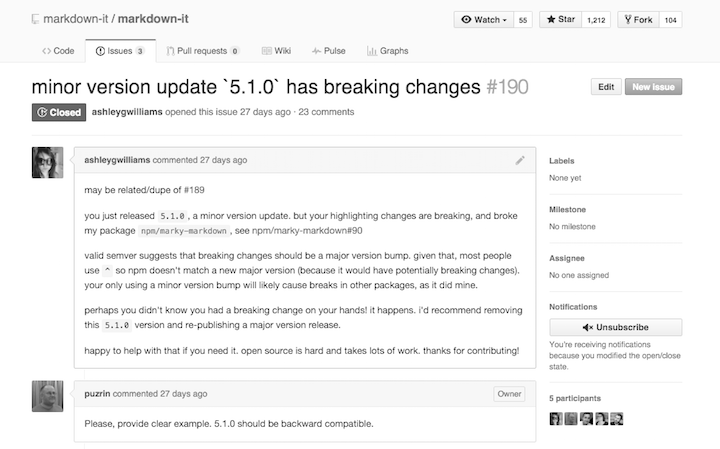 markdown-it / markdown-it
Watch 55 Star 1,212 Fork 104
Code Issues 3 Pull requests 0 Wiki Pulse Graphs
minor version update `5.1.0` has breaking changes #190
Edit New Issue
Closed ashleygwilliams opened this issue 27 days ago · 23 comments
ashleygwilliams commented 27 days ago
may be related/dupe of #189
you just released 5.1.0 , a minor version update. but your highlighting changes are breaking, and broke
my package npm/marky-markdown , see npm/marky-markdown#90
valid semver suggests that breaking changes should be a major version bump. given that, most people
use ^ so npm doesn't match a new major version (because it would have potentially breaking changes).
your only using a minor version bump will likely cause breaks in other packages, as it did mine.
perhaps you didn't know you had a breaking change on your hands! it happens. i'd recommend removing
this 5.1.0 version and re-publishing a major version release.
happy to help with that if you need it. open source is hard and takes lots of work. thanks for contributing!
puzrin commented 27 days ago
Owner
Please, provide clear example. 5.1.0 should be backward compatible.
Labels
None yet
Milestone
No milestone
Assignee
No one assigned
Notifications
Unsubscribe
You're receiving notifications
because you modified the open/close
state.
5 participants